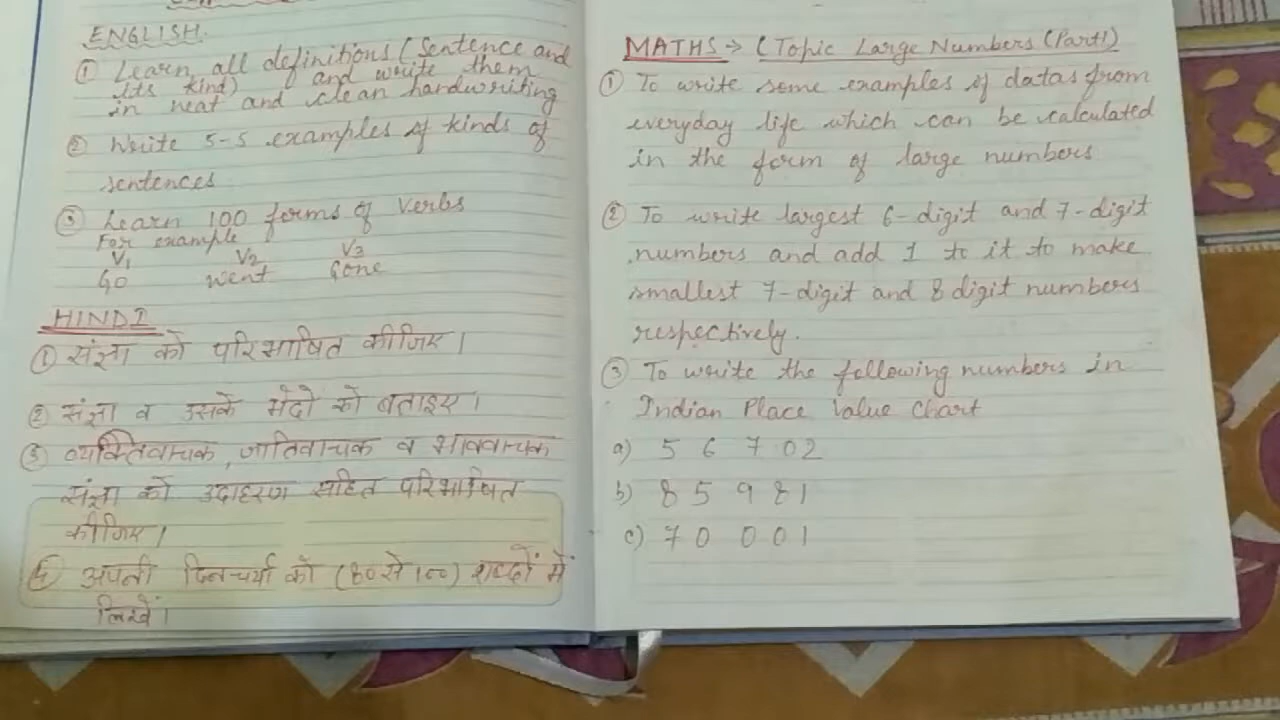 ENGLISH.
① Learn all definitions (Sentence and
its kind) and write them
in neat and clean handwriting
② Write 5-5 examples of kinds of
sentences
③ Learn 100 forms of verbs
For example
V₁ V₂ V₃
Go went Gone
HINDI
① संज्ञा को परिभाषित कीजिए।
② संज्ञा व उसके भेदों को बताइए।
③ व्यक्तिवाचक, जातिवाचक व भाववाचक
संज्ञा को उदाहरण सहित परिभाषित
कीजिए।
④ अपनी दिनचर्या को (80 से 100) शब्दों में
लिखें।
MATHS → (Topic Large Numbers (Part1)
① To write some examples of datas from
everyday life which can be calculated
in the form of large numbers
② To write largest 6-digit and 7-digit
numbers and add 1 to it to make
smallest 7-digit and 8 digit numbers
respectively.
③ To write the following numbers in
Indian Place Value Chart
a) 5 6 7 0 2
b) 8 5 9 8 1
c) 7 0 0 0 1